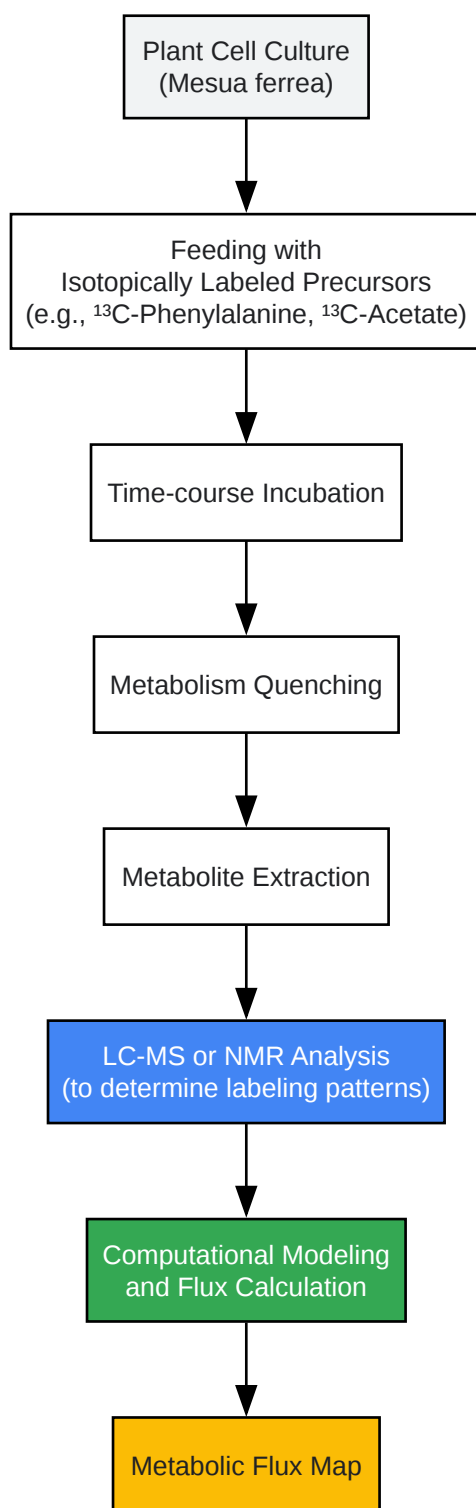 Plant Cell Culture
(Mesua ferrea)
Feeding with
Isotopically Labeled Precursors
(e.g., ¹³C-Phenylalanine, ¹³C-Acetate)
Time-course Incubation
Metabolism Quenching
Metabolite Extraction
LC-MS or NMR Analysis
(to determine labeling patterns)
Computational Modeling
and Flux Calculation
Metabolic Flux Map